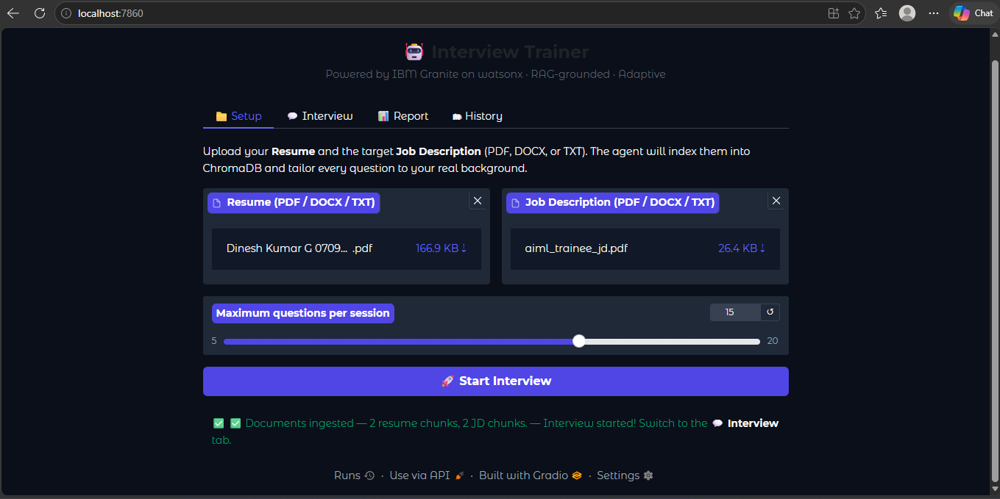 localhost:7860
Chat
Interview Trainer
Powered by IBM Granite on watsonx · RAG-grounded · Adaptive
Setup
Interview
Report
History
Upload your Resume and the target Job Description (PDF, DOCX, or TXT). The agent will index them into
ChromaDB and tailor every question to your real background.
Resume (PDF / DOCX / TXT)
Dinesh Kumar G 0709... .pdf
166.9 KB ⇣
Job Description (PDF / DOCX / TXT)
aiml_trainee_jd.pdf
26.4 KB ⇣
Maximum questions per session
15
5
20
🚀 Start Interview
✅ ✅ Documents ingested — 2 resume chunks, 2 JD chunks. — Interview started! Switch to the 💬 Interview
tab.
Runs · Use via API · Built with Gradio · Settings